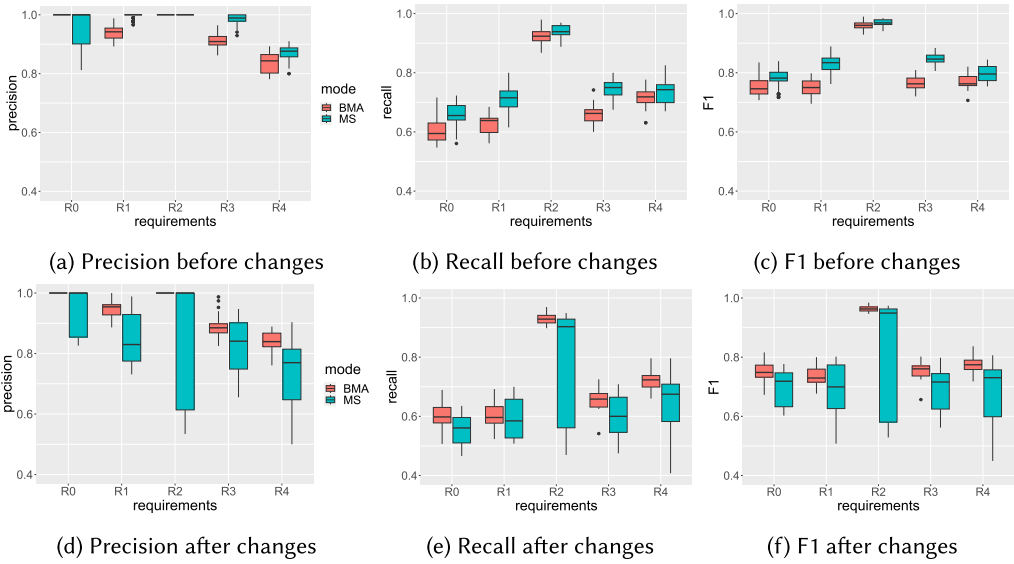 1.0
0.8
0.6
0.4
precision
R0 R1 R2 R3 R4
requirements
mode
BMA
MS
(a) Precision before changes
1.0
0.8
0.6
0.4
recall
R0 R1 R2 R3 R4
requirements
(b) Recall before changes
1.0
0.8
0.6
0.4
F1
R0 R1 R2 R3 R4
requirements
(c) F1 before changes
1.0
0.8
0.6
0.4
precision
R0 R1 R2 R3 R4
requirements
mode
BMA
MS
(d) Precision after changes
1.0
0.8
0.6
0.4
recall
R0 R1 R2 R3 R4
requirements
(e) Recall after changes
1.0
0.8
0.6
0.4
F1
R0 R1 R2 R3 R4
requirements
(f) F1 after changes